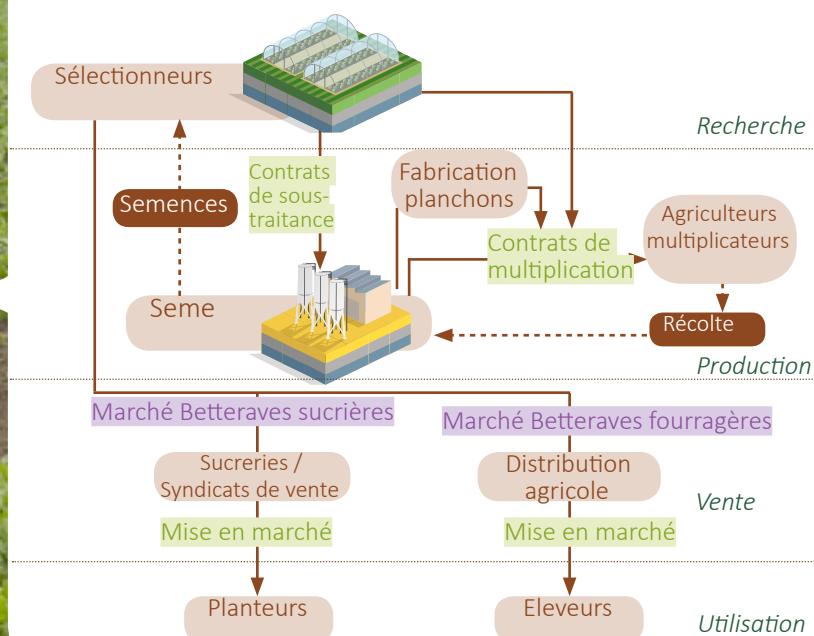 Sélectionneurs
Recherche
Contrats
de sous-
traitance
Fabrication
planchons
Semences
Agriculteurs
multiplicateurs
Contrats de
multiplication
Seme
Récolte
Production
Marché Betteraves sucrières
Marché Betteraves fourragères
Sucreries /
Syndicats de vente
Distribution
agricole
Vente
Mise en marché
Mise en marché
Planteurs
Eleveurs
Utilisation